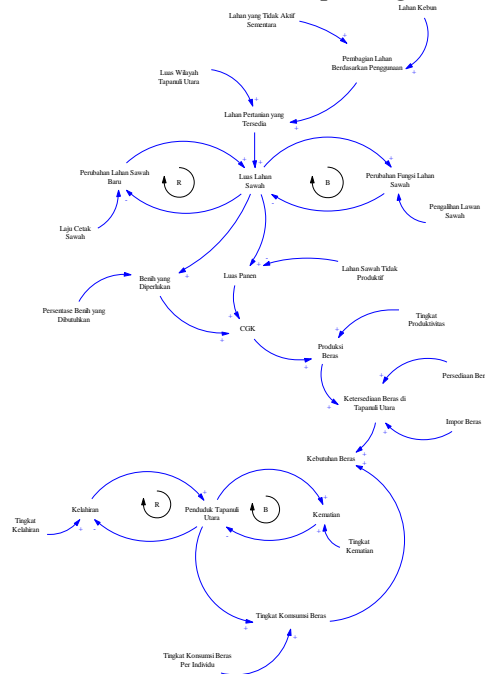 Lahan Kebun
Lahan yang Tidak Aktif
Sementara
Pembagian Lahan
Berdasarkan Penggunaan
Luas Wilayah
Tapanuli Utara
Lahan Pertanian yang
Tersedia
Perubahan Lahan Sawah
Baru
R
Luas Lahan
Sawah
B
Perubahan Fungsi Lahan
Sawah
Pengalihan Lawan
Sawah
Laju Cetak
Sawah
Benih yang
Diperlukan
Luas Panen
Lahan Sawah Tidak
Produktif
Persentase Benih yang
Dibutuhkan
CGK
Tingkat
Produktivitas
Produksi
Beras
Persediaan Ber
Ketersediaan Beras di
Tapanuli Utara
Impor Beras
Kebutuhan Beras
Kelahiran
R
Penduduk Tapanuli
Utara
B
Kematian
Tingkat
Kelahiran
Tingkat
Kematian
Tingkat Komsumsi Beras
Tingkat Konsumsi Beras
Per Individu